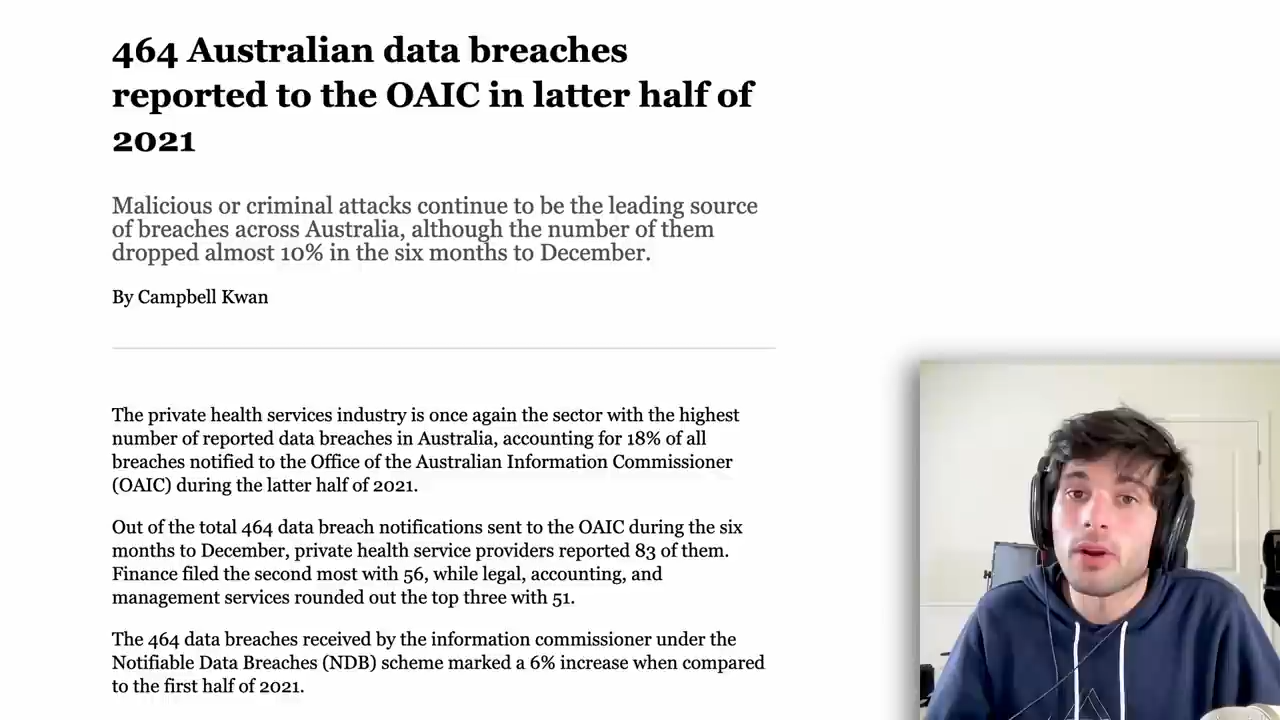 464 Australian data breaches
reported to the OAIC in latter half of
2021
Malicious or criminal attacks continue to be the leading source
of breaches across Australia, although the number of them
dropped almost 10% in the six months to December.
By Campbell Kwan
The private health services industry is once again the sector with the highest
number of reported data breaches in Australia, accounting for 18% of all
breaches notified to the Office of the Australian Information Commissioner
(OAIC) during the latter half of 2021.
Out of the total 464 data breach notifications sent to the OAIC during the six
months to December, private health service providers reported 83 of them.
Finance filed the second most with 56, while legal, accounting, and
management services rounded out the top three with 51.
The 464 data breaches received by the information commissioner under the
Notifiable Data Breaches (NDB) scheme marked a 6% increase when compared
to the first half of 2021.